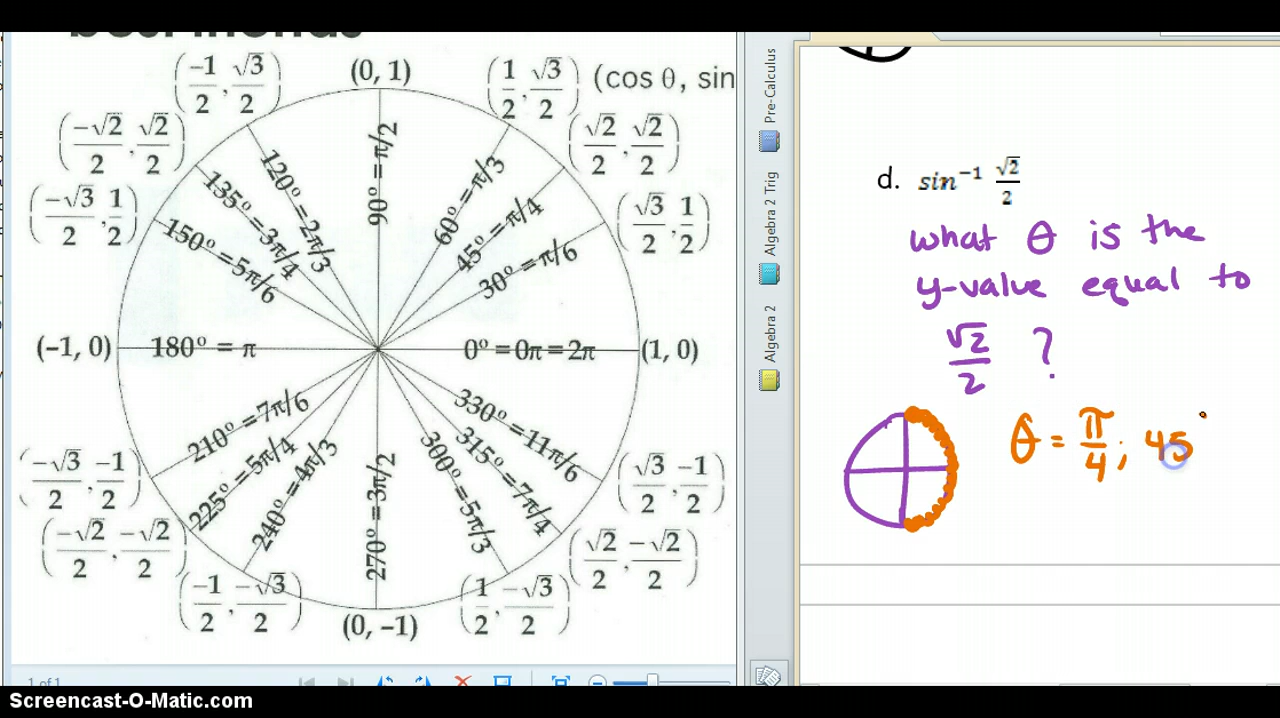 (-1/2, √3/2)
(0, 1)
(1/2, √3/2)
(cos θ, sin
(-√2/2, √2/2)
(√2/2, √2/2)
(-√3/2, 1/2)
(√3/2, 1/2)
120° = 2π/3
90° = π/2
60° = π/3
135° = 3π/4
45° = π/4
150° = 5π/6
30° = π/6
(-1, 0)
180° = π
0° = 0π = 2π
(1, 0)
210° = 7π/6
330° = 11π/6
225° = 5π/4
315° = 7π/4
240° = 4π/3
270° = 3π/2
300° = 5π/3
(-√3/2, -1/2)
(√3/2, -1/2)
(-√2/2, -√2/2)
(√2/2, -√2/2)
(-1/2, -√3/2)
(0, –1)
(1/2, -√3/2)
1 of 1
Pre-Calculus
Algebra 2 Trig
Algebra 2
d. sin⁻¹ √2/2
what θ is the
y-value equal to
√2/2 ?
θ = π/4; 45°
Screencast-O-Matic.com